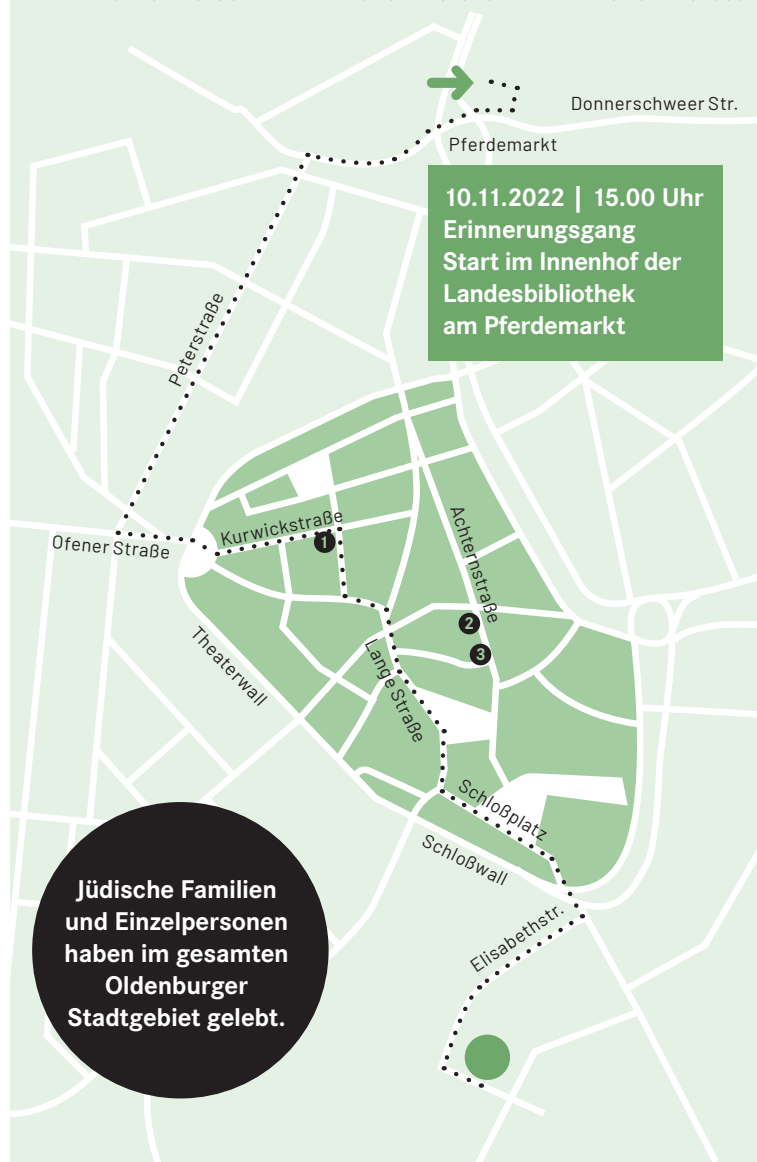 Donnerschweer Str.
Pferdemarkt
10.11.2022 | 15.00 Uhr
Erinnerungsgang
Start im Innenhof der
Landesbibliothek
am Pferdemarkt
Peterstraße
Ofener Straße
Kurwickstraße
1
Achternstraße
2
3
Theaterwall
Lange Straße
Schloßplatz
Schloßwall
Elisabethstr.
Jüdische Familien
und Einzelpersonen
haben im gesamten
Oldenburger
Stadtgebiet gelebt.